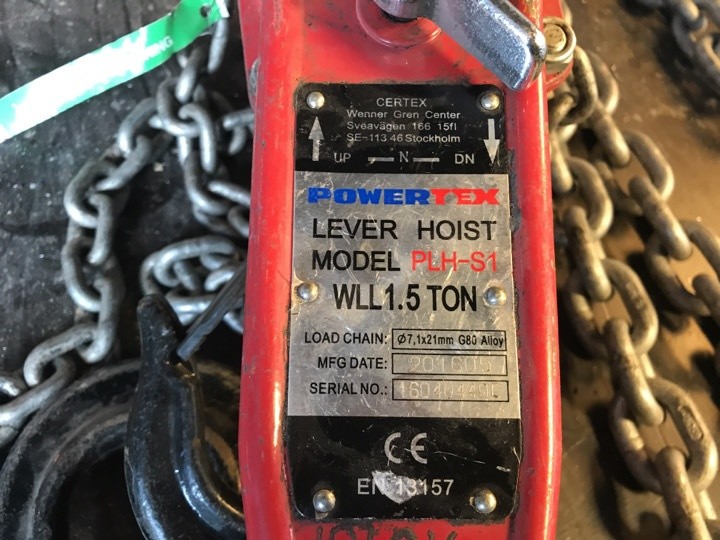 CERTEX
Wenner Gren Center
Sveavägen 166 15fl
SE-113 46 Stockholm
UP — N — DN
POWERTEX
LEVER HOIST
MODEL PLH-S1
WLL1.5 TON
LOAD CHAIN: Ø7,1x21mm G80 Alloy
MFG DATE:
SERIAL NO.:
CE
EN 13157